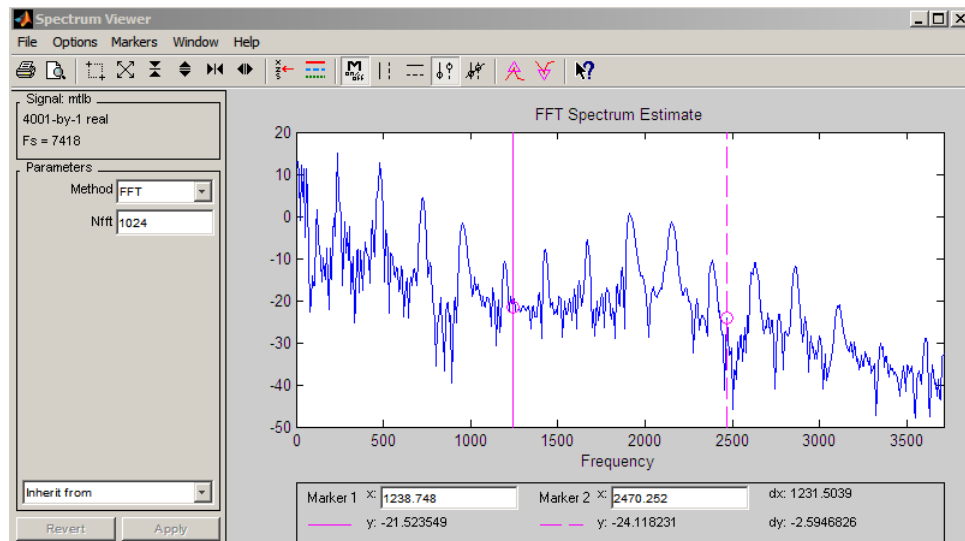 Spectrum Viewer
File Options Markers Window Help
M
on/off
Signal: mtlb
4001-by-1 real
Fs = 7418
Parameters
Method FFT
Nfft 1024
Inherit from
Revert Apply
FFT Spectrum Estimate
20
10
0
-10
-20
-30
-40
-50
0 500 1000 1500 2000 2500 3000 3500
Frequency
Marker 1 x: 1238.748 Marker 2 x: 2470.252 dx: 1231.5039
y: -21.523549 y: -24.118231 dy: -2.5946826